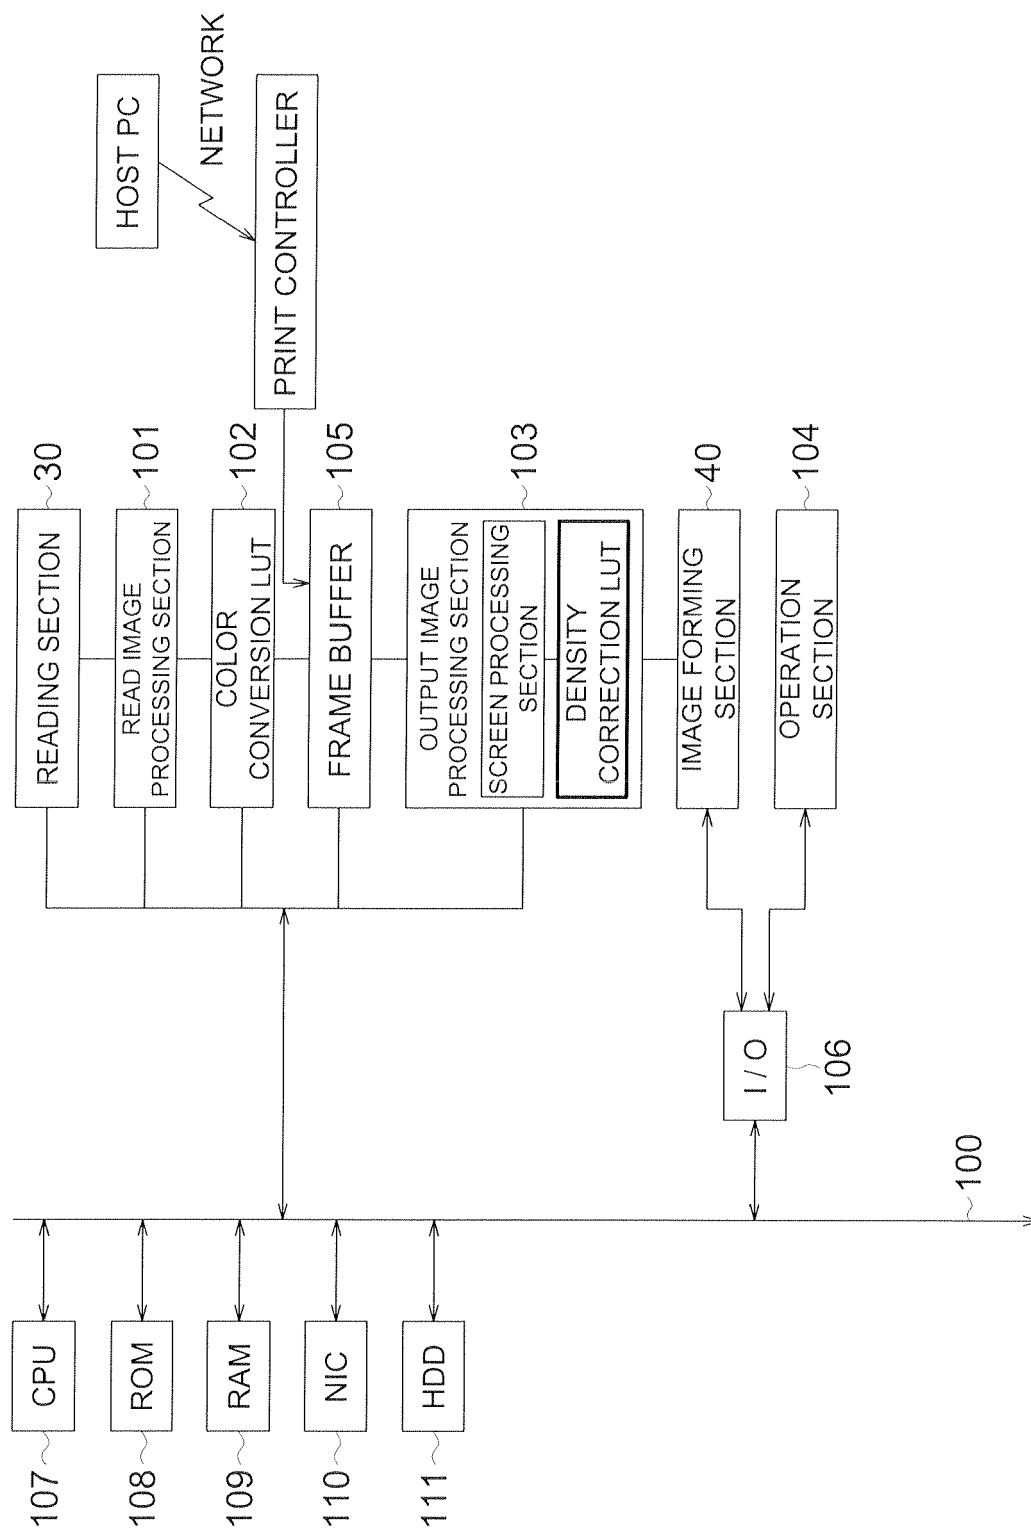 HOST PC
NETWORK
PRINT CONTROLLER
30
READING SECTION
101
READ IMAGE
PROCESSING SECTION
102
COLOR
CONVERSION LUT
105
FRAME BUFFER
103
OUTPUT IMAGE
PROCESSING SECTION
SCREEN PROCESSING
SECTION
DENSITY
CORRECTION LUT
40
IMAGE FORMING
SECTION
104
OPERATION
SECTION
I / O
106
100
CPU
107
ROM
108
RAM
109
NIC
110
HDD
111